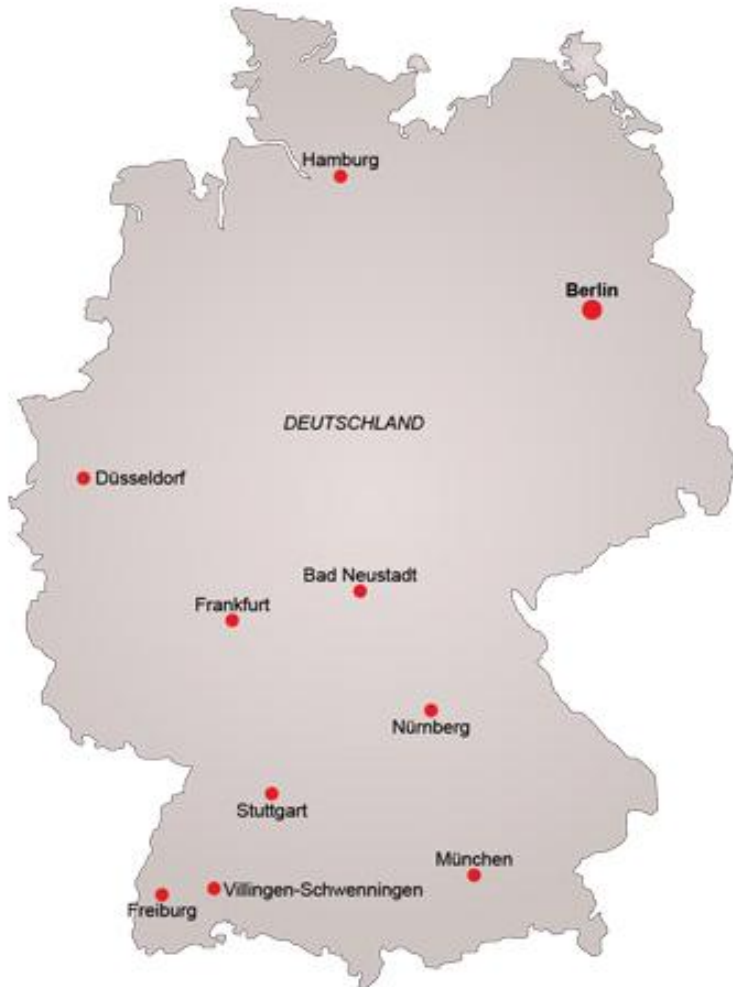 Hamburg
Berlin
DEUTSCHLAND
Düsseldorf
Bad Neustadt
Frankfurt
Nürnberg
Stuttgart
München
Villingen-Schwenningen
Freiburg